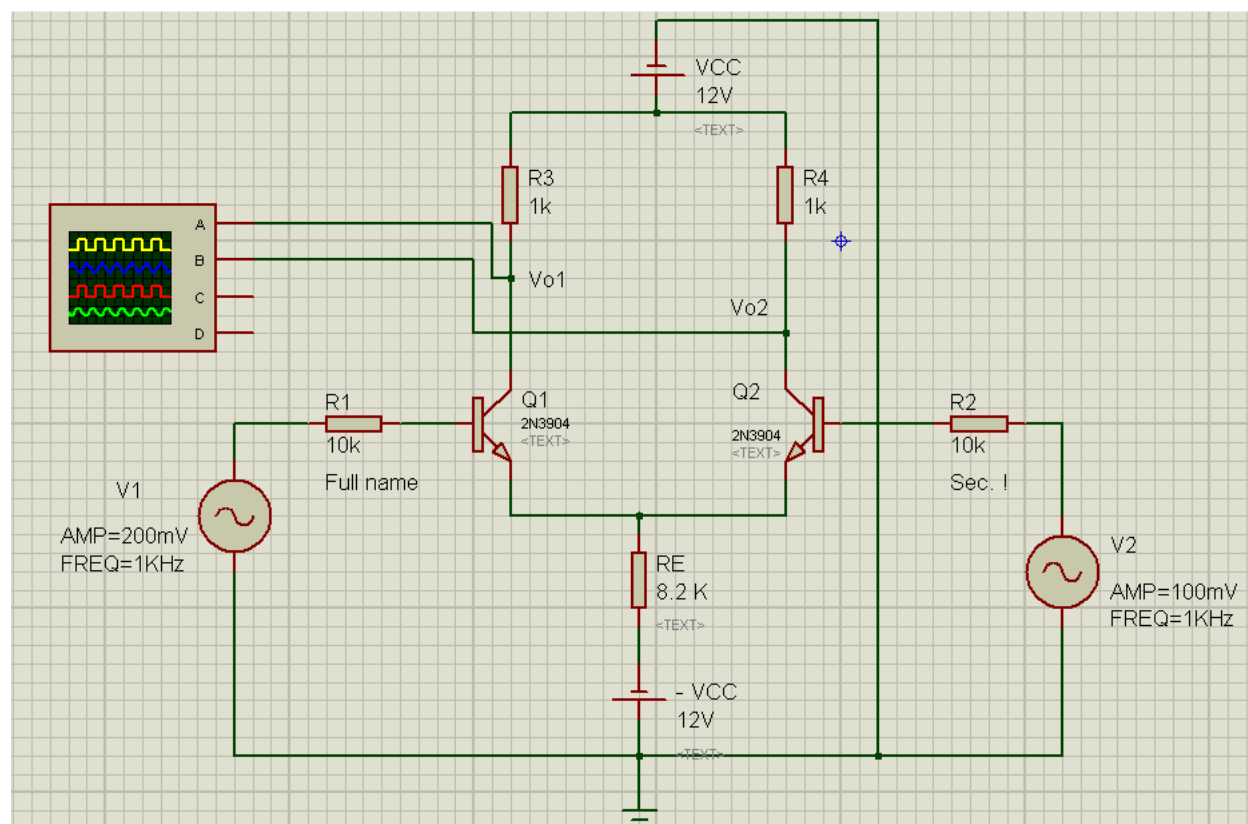 VCC
12V
<TEXT>
R3
1k
R4
1k
A
B
C
D
Vo1
Vo2
R1
10k
Full name
Q1
2N3904
<TEXT>
Q2
2N3904
<TEXT>
R2
10k
Sec. !
V1
AMP=200mV
FREQ=1KHz
RE
8.2 K
<TEXT>
V2
AMP=100mV
FREQ=1KHz
- VCC
12V
<TEXT>